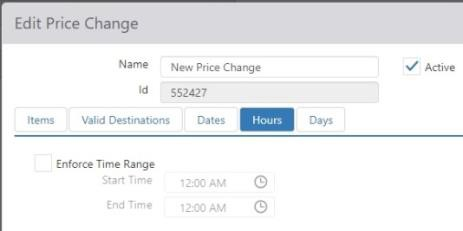 Edit Price Change
Name New Price Change Active
Id 552427
Items Valid Destinations Dates Hours Days
Enforce Time Range
Start Time 12:00 AM
End Time 12:00 AM